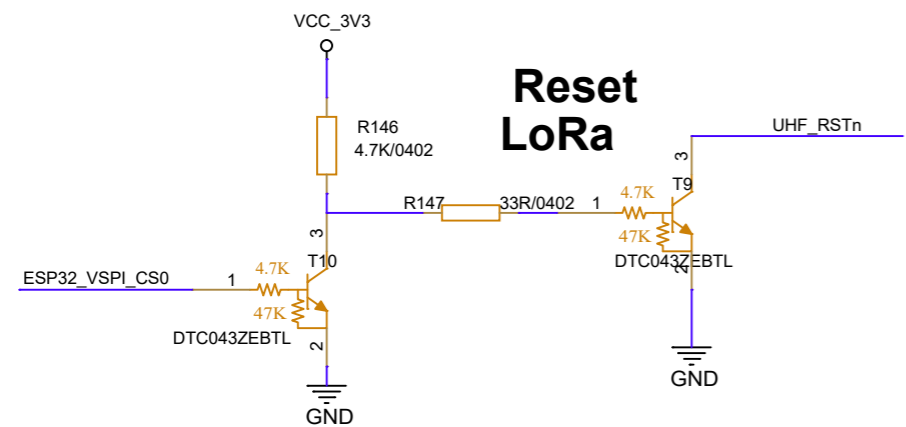 VCC_3V3
Reset
LoRa
R146
4.7K/0402
UHF_RSTn
3
T9
4.7K
R147
33R/0402
1
47K
DTC043ZEBTL
2
3
T10
4.7K
ESP32_VSPI_CS0
1
47K
DTC043ZEBTL
2
GND
GND